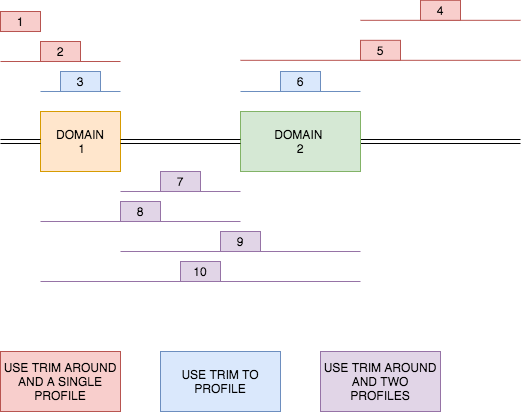 4
1
2
5
3
6
DOMAIN
1
DOMAIN
2
7
8
9
10
USE TRIM AROUND
AND A SINGLE
PROFILE
USE TRIM TO
PROFILE
USE TRIM AROUND
AND TWO
PROFILES